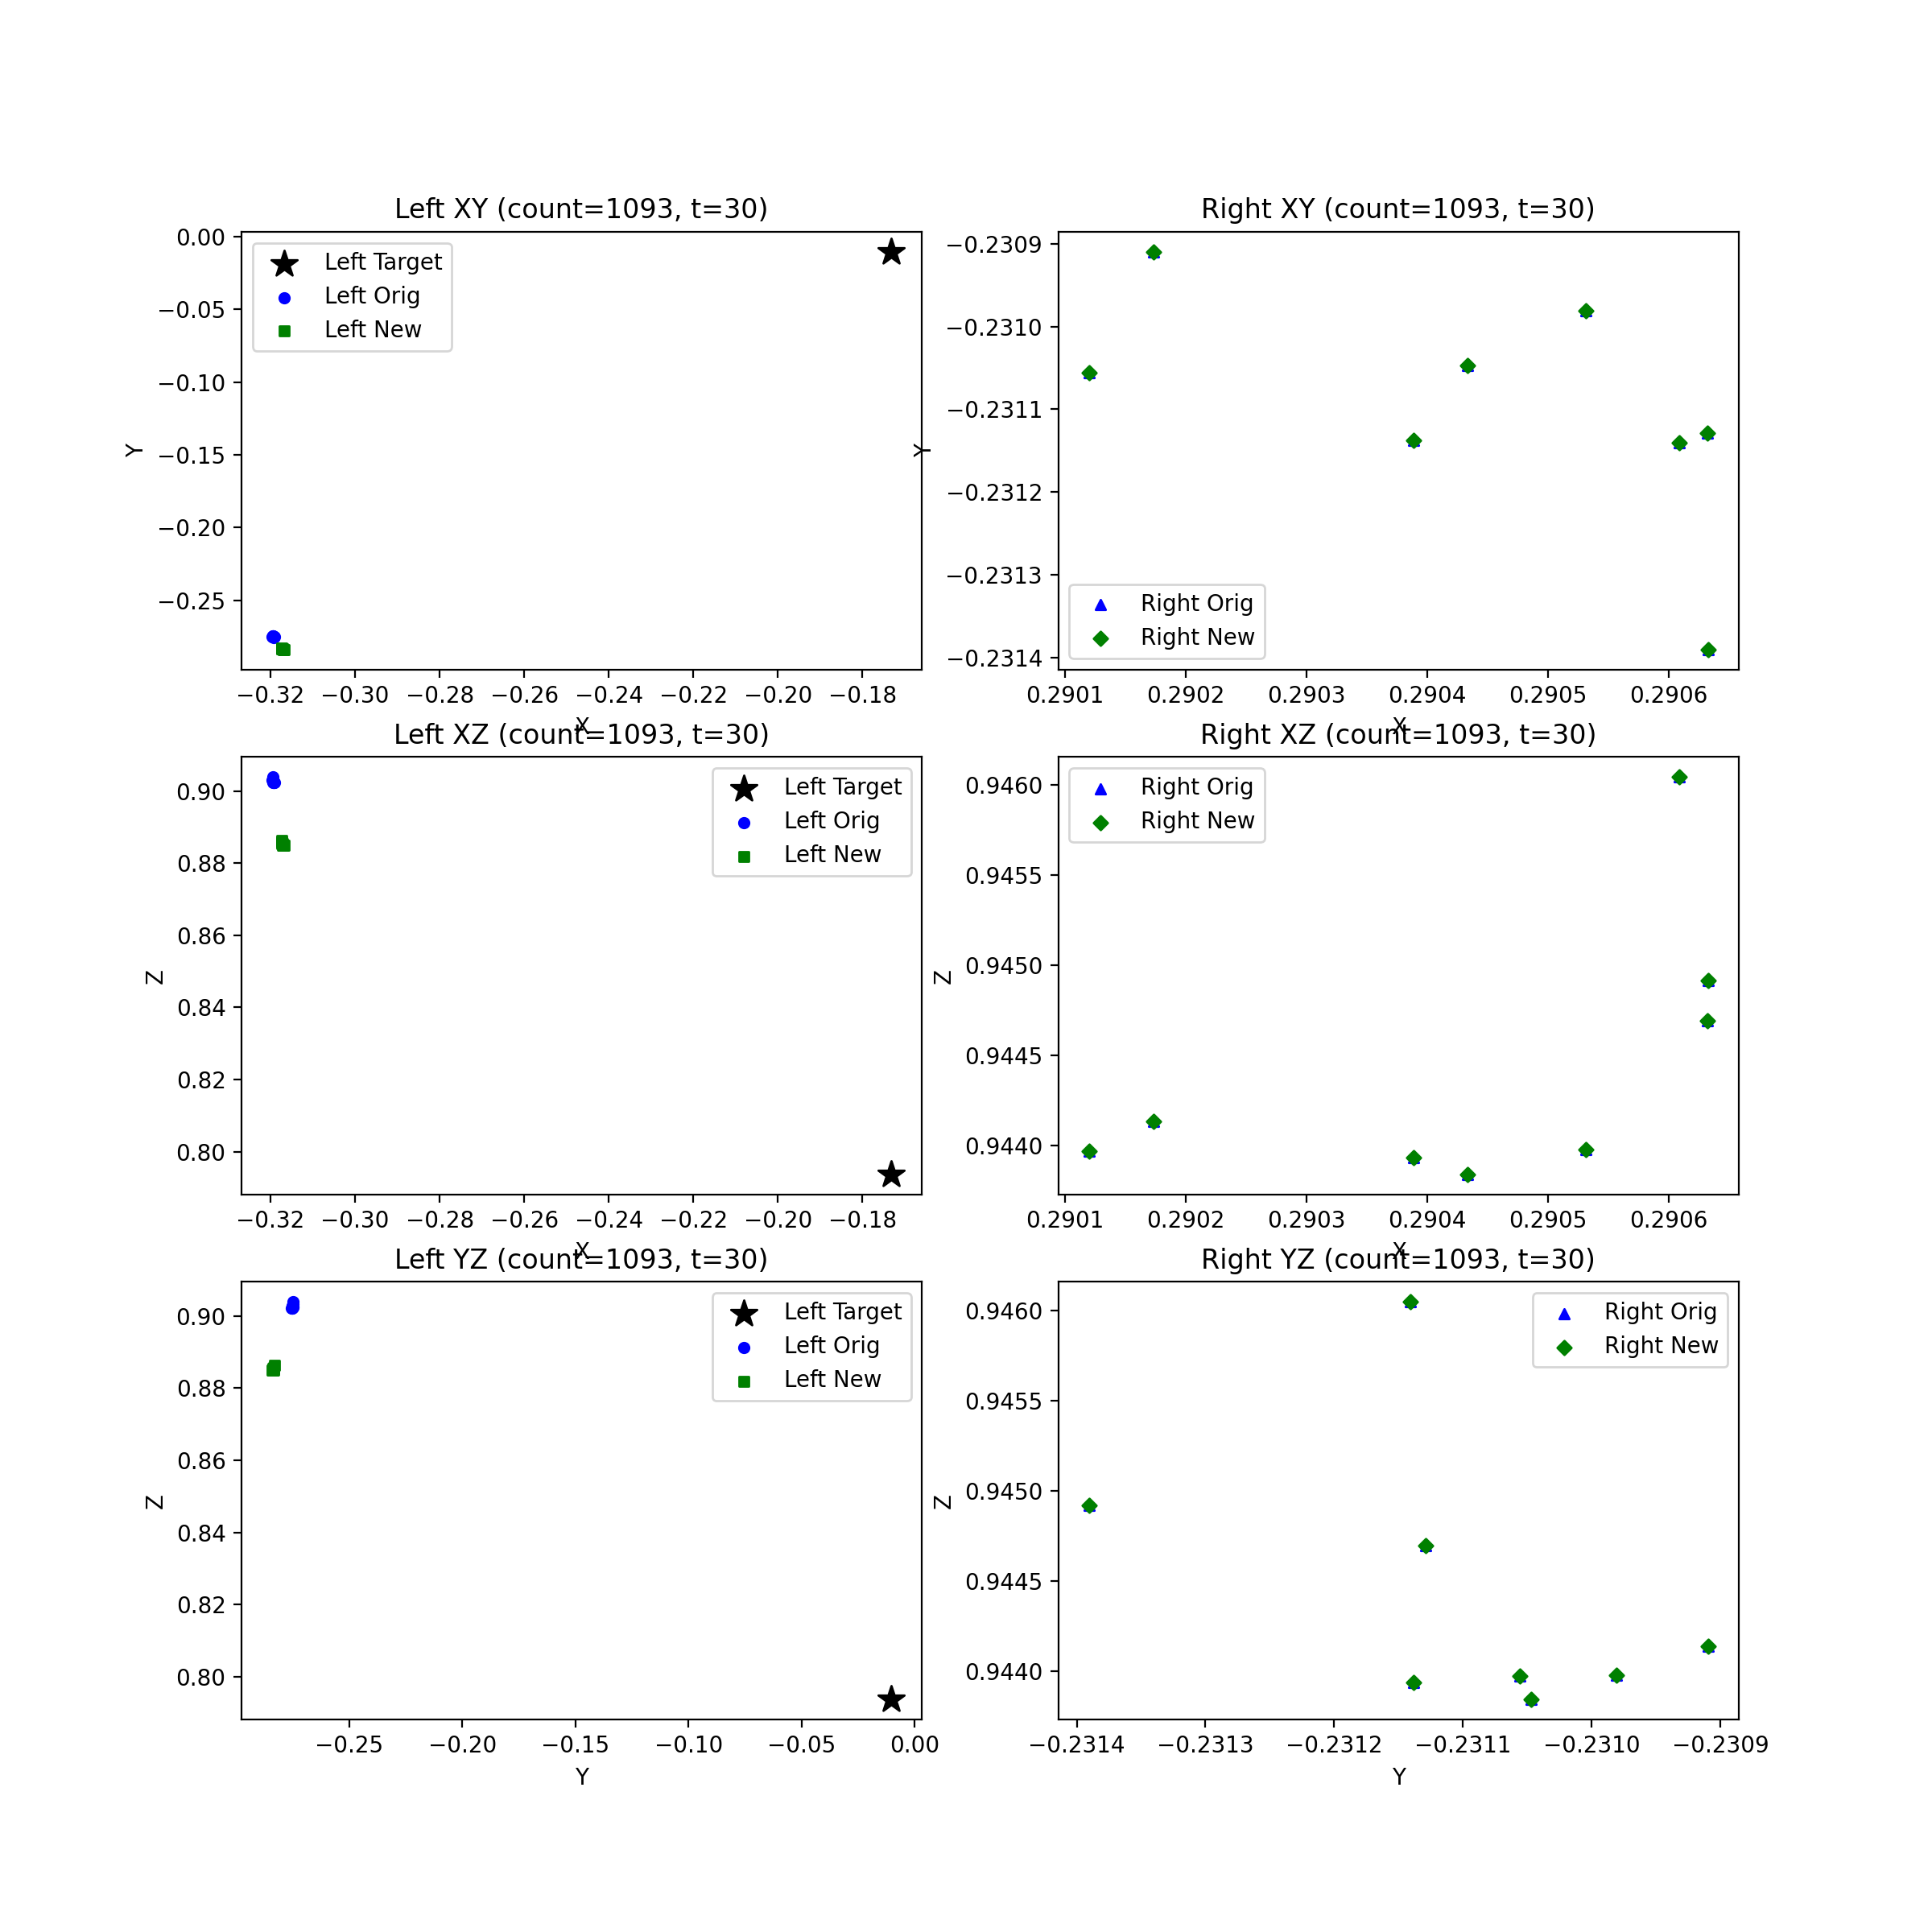 Left XY (count=1093, t=30)
0.00
−0.05
−0.10
−0.15
−0.20
−0.25
Y
Left Target
Left Orig
Left New
−0.32 −0.30 −0.28 −0.26 −0.24 −0.22 −0.20 −0.18
X
Right XY (count=1093, t=30)
−0.2309
−0.2310
−0.2311
−0.2312
−0.2313
−0.2314
Y
Right Orig
Right New
0.2901 0.2902 0.2903 0.2904 0.2905 0.2906
X
Left XZ (count=1093, t=30)
0.90
0.88
0.86
0.84
0.82
0.80
Z
Left Target
Left Orig
Left New
−0.32 −0.30 −0.28 −0.26 −0.24 −0.22 −0.20 −0.18
X
Right XZ (count=1093, t=30)
0.9460
0.9455
0.9450
0.9445
0.9440
Z
Right Orig
Right New
0.2901 0.2902 0.2903 0.2904 0.2905 0.2906
X
Left YZ (count=1093, t=30)
0.90
0.88
0.86
0.84
0.82
0.80
Z
Left Target
Left Orig
Left New
−0.25 −0.20 −0.15 −0.10 −0.05 0.00
Y
Right YZ (count=1093, t=30)
0.9460
0.9455
0.9450
0.9445
0.9440
Z
Right Orig
Right New
−0.2314 −0.2313 −0.2312 −0.2311 −0.2310 −0.2309
Y